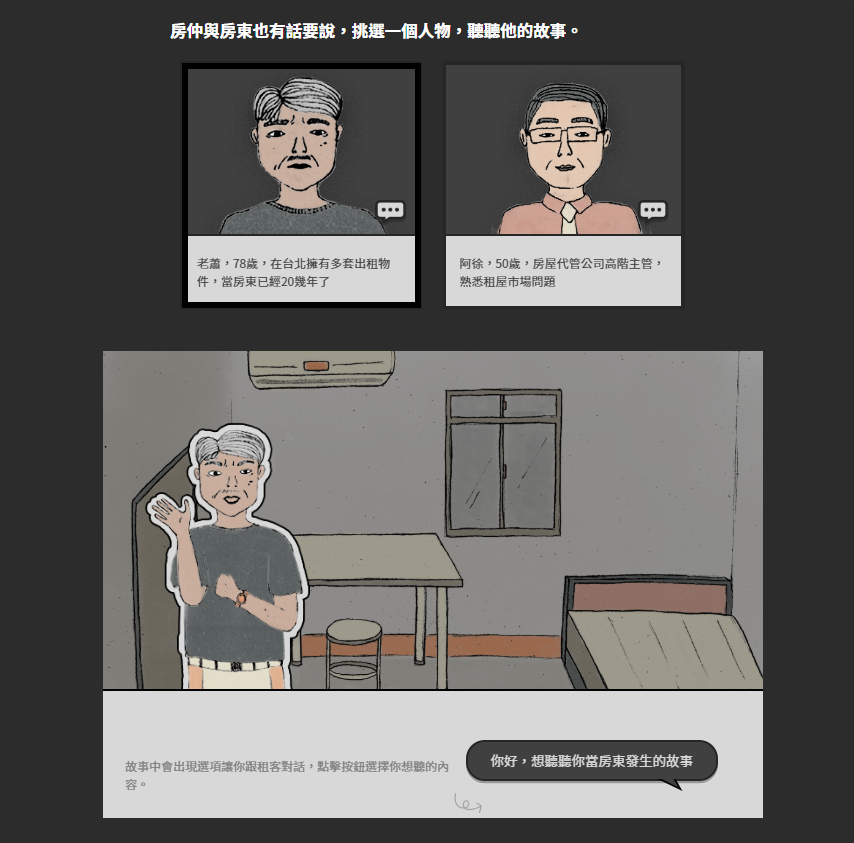 房仲與房東也有話要說，挑選一個人物，聽聽他的故事。
老蕭，78歲，在台北擁有多套出租物
件，當房東已經20幾年了
阿徐，50歲，房屋代管公司高階主管，
熟悉租屋市場問題
故事中會出現選項讓你跟租客對話，點擊按鈕選擇你想聽的內
容。
你好，想聽聽你當房東發生的故事